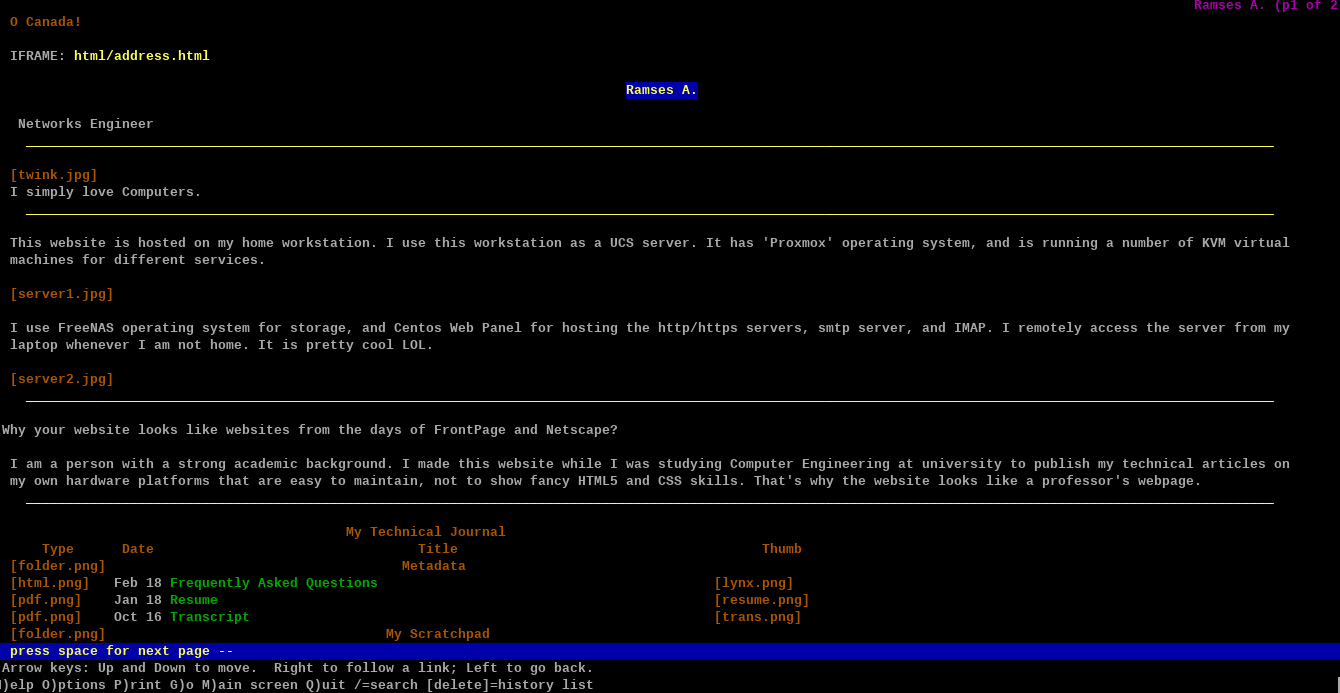 Ramses A. (p1 of 2
O Canada!
IFRAME: html/address.html
Ramses A.
Networks Engineer
[twink.jpg]
I simply love Computers.
This website is hosted on my home workstation. I use this workstation as a UCS server. It has 'Proxmox' operating system, and is running a number of KVM virtual
machines for different services.
[server1.jpg]
I use FreeNAS operating system for storage, and Centos Web Panel for hosting the http/https servers, smtp server, and IMAP. I remotely access the server from my
laptop whenever I am not home. It is pretty cool LOL.
[server2.jpg]
Why your website looks like websites from the days of FrontPage and Netscape?
I am a person with a strong academic background. I made this website while I was studying Computer Engineering at university to publish my technical articles on
my own hardware platforms that are easy to maintain, not to show fancy HTML5 and CSS skills. That's why the website looks like a professor's webpage.
My Technical Journal
Type Date Title Thumb
[folder.png] Metadata
[html.png] Feb 18 Frequently Asked Questions [lynx.png]
[pdf.png] Jan 18 Resume [resume.png]
[pdf.png] Oct 16 Transcript [trans.png]
[folder.png] My Scratchpad
press space for next page --
Arrow keys: Up and Down to move. Right to follow a link; Left to go back.
)elp O)ptions P)rint G)o M)ain screen Q)uit /=search [delete]=history list